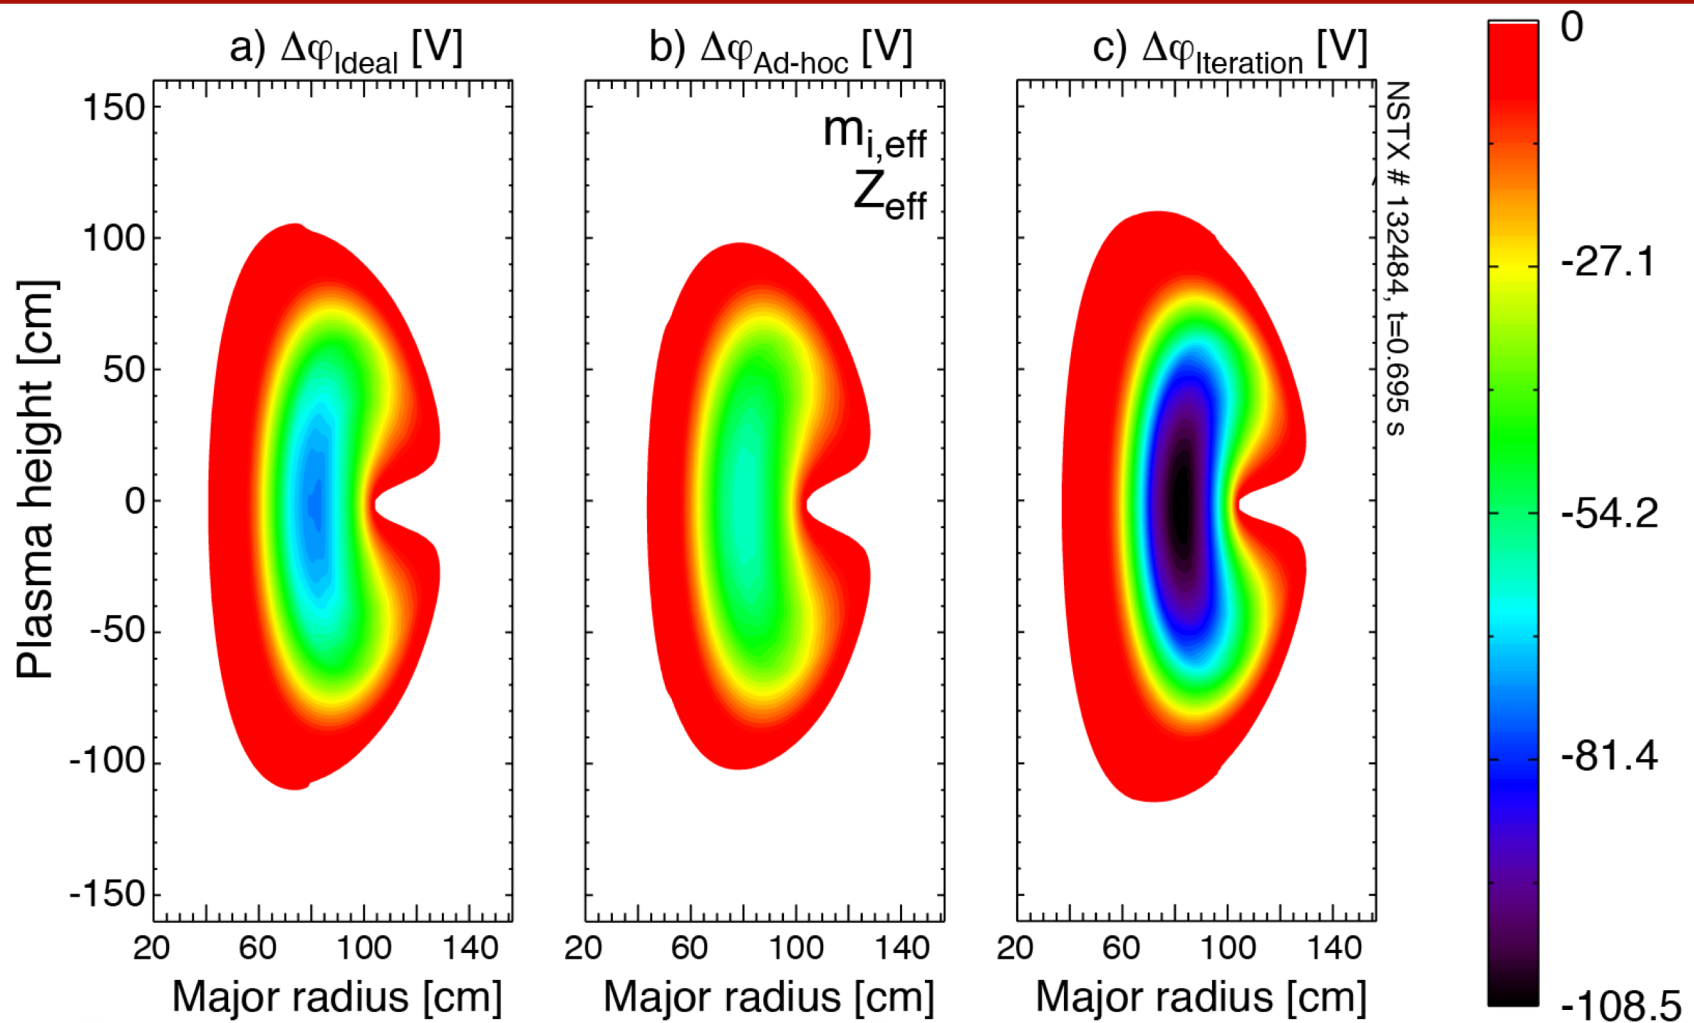 a) Δφ_Ideal [V]
b) Δφ_Ad-hoc [V]
c) Δφ_Iteration [V]
m_i,eff
Z_eff
NSTX # 132484, t=0.695 s
Plasma height [cm]
150
100
50
0
-50
-100
-150
20 60 100 140
20 60 100 140
20 60 100 140
Major radius [cm]
Major radius [cm]
Major radius [cm]
0
-27.1
-54.2
-81.4
-108.5